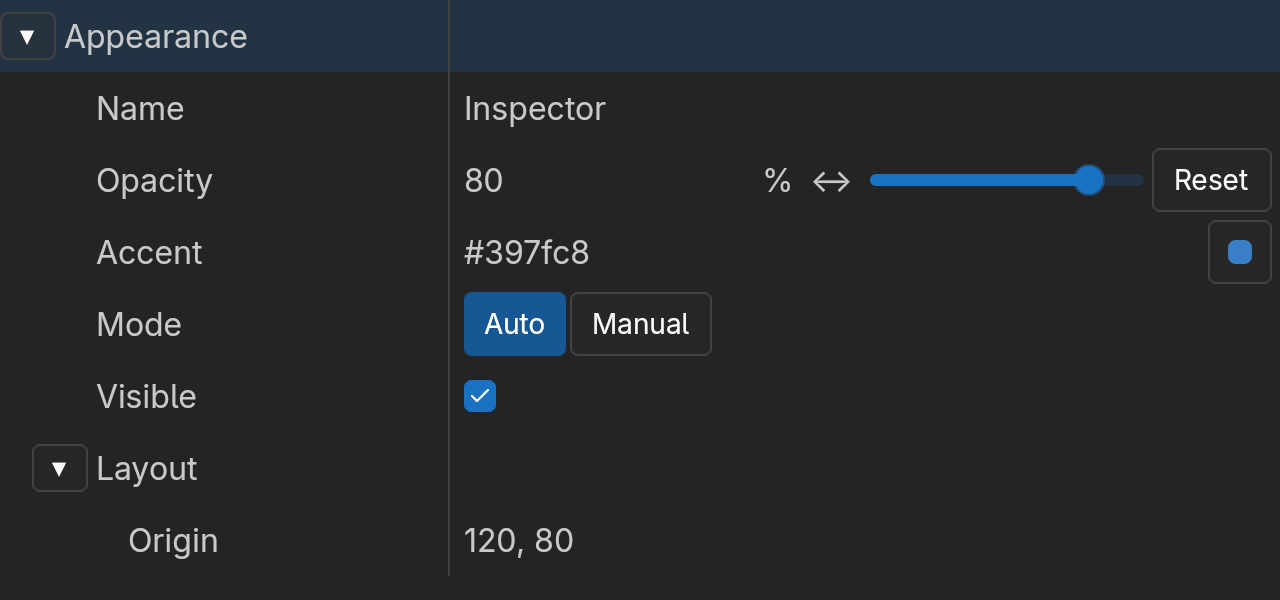 Appearance
Name Inspector
Opacity 80 % Reset
Accent #397fc8
Mode Auto Manual
Visible
Layout
Origin 120, 80